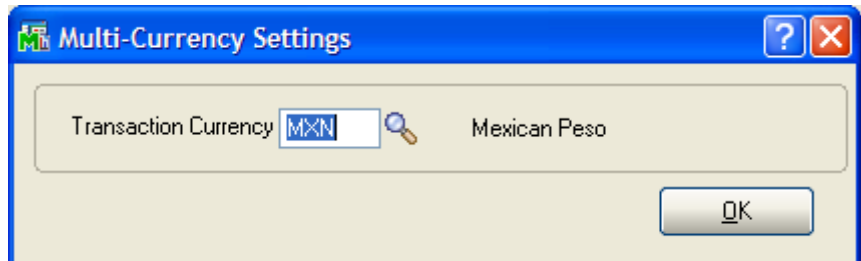 Multi-Currency Settings
Transaction Currency MXN Mexican Peso
OK